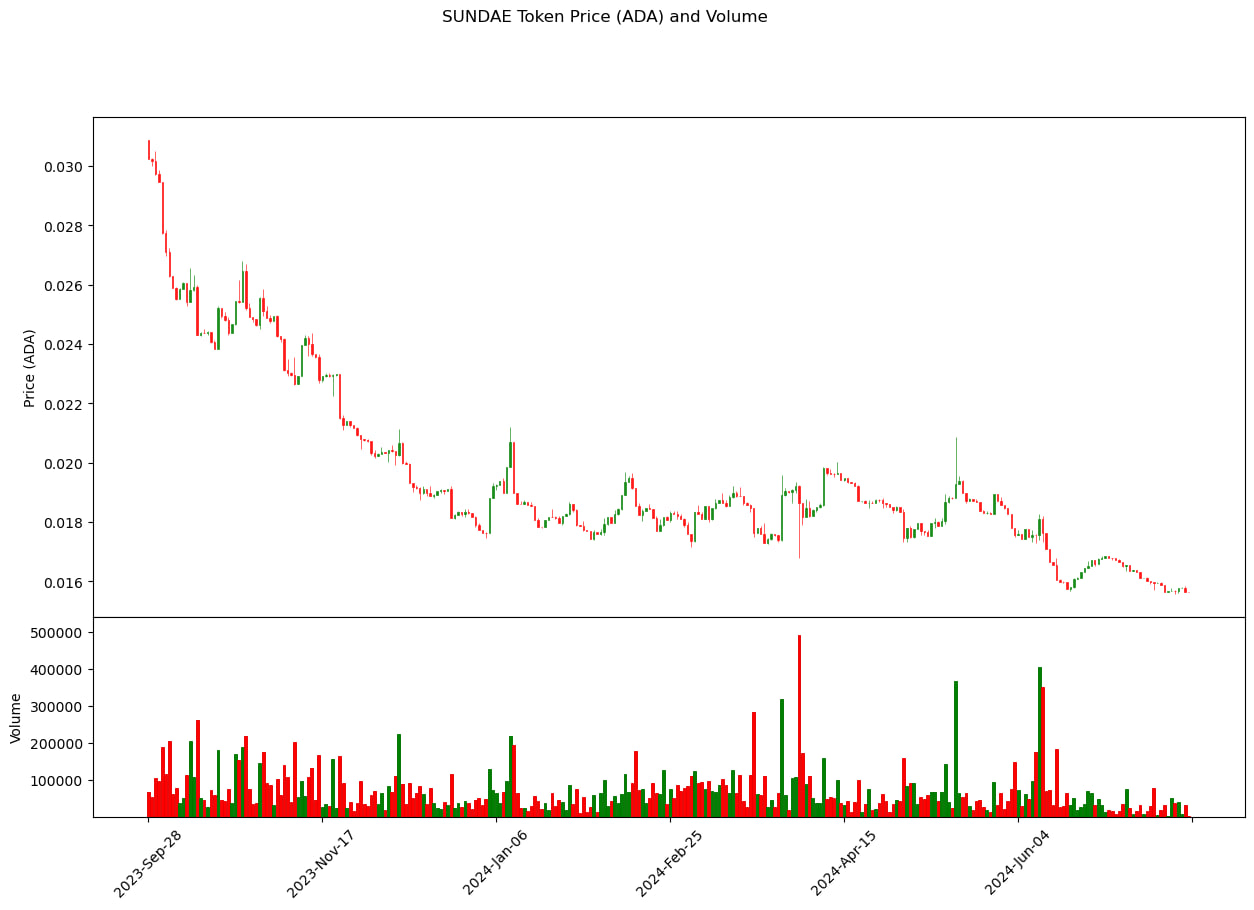 SUNDAE Token Price (ADA) and Volume
0.030
0.028
0.026
0.024
0.022
0.020
0.018
0.016
Price (ADA)
500000
400000
300000
200000
100000
Volume
2023-Sep-28
2023-Nov-17
2024-Jan-06
2024-Feb-25
2024-Apr-15
2024-Jun-04